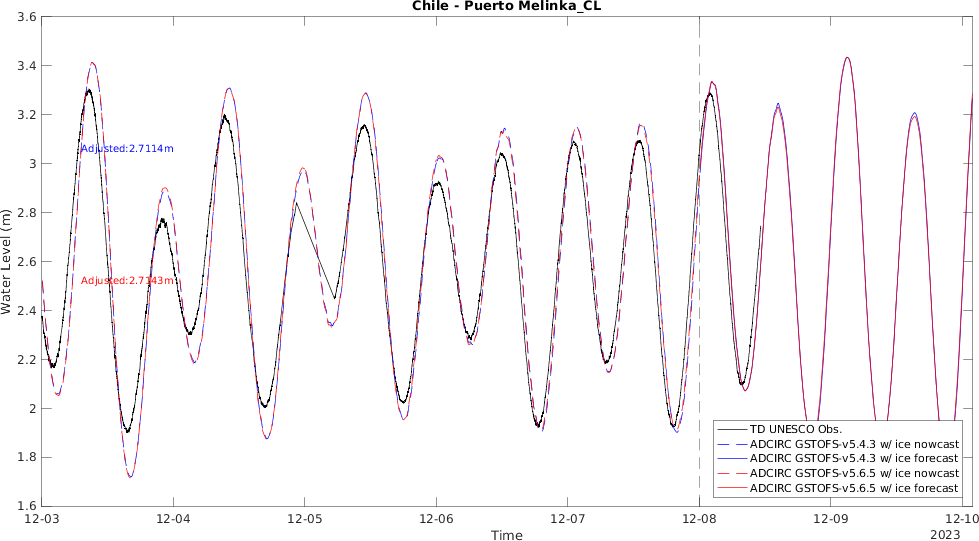 Chile - Puerto Melinka_CL
3.6
3.4
3.2
3
2.8
2.6
2.4
2.2
2
1.8
1.6
Water Level (m)
Adjusted:2.7114m
Adjusted:2.7143m
TD UNESCO Obs.
ADCIRC GSTOFS-v5.4.3 w/ ice nowcast
ADCIRC GSTOFS-v5.4.3 w/ ice forecast
ADCIRC GSTOFS-v5.6.5 w/ ice nowcast
ADCIRC GSTOFS-v5.6.5 w/ ice forecast
12-03 12-04 12-05 12-06 12-07 12-08 12-09 12-10
Time
2023